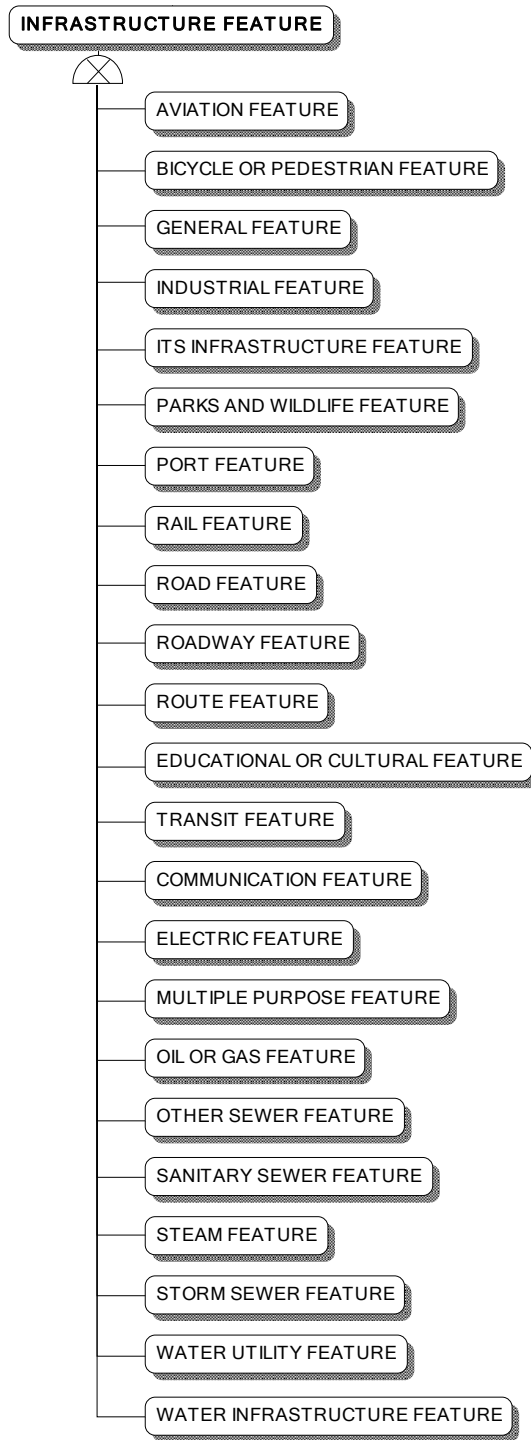 INFRASTRUCTURE FEATURE
AVIATION FEATURE
BICYCLE OR PEDESTRIAN FEATURE
GENERAL FEATURE
INDUSTRIAL FEATURE
ITS INFRASTRUCTURE FEATURE
PARKS AND WILDLIFE FEATURE
PORT FEATURE
RAIL FEATURE
ROAD FEATURE
ROADWAY FEATURE
ROUTE FEATURE
EDUCATIONAL OR CULTURAL FEATURE
TRANSIT FEATURE
COMMUNICATION FEATURE
ELECTRIC FEATURE
MULTIPLE PURPOSE FEATURE
OIL OR GAS FEATURE
OTHER SEWER FEATURE
SANITARY SEWER FEATURE
STEAM FEATURE
STORM SEWER FEATURE
WATER UTILITY FEATURE
WATER INFRASTRUCTURE FEATURE